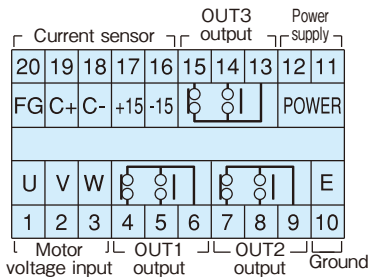 OUT3 Power
Current sensor output supply
20 19 18 17 16 15 14 13 12 11
FG C+ C- +15 -15 POWER
U V W E
1 2 3 4 5 6 7 8 9 10
Motor OUT1 OUT2 Ground
voltage input output output